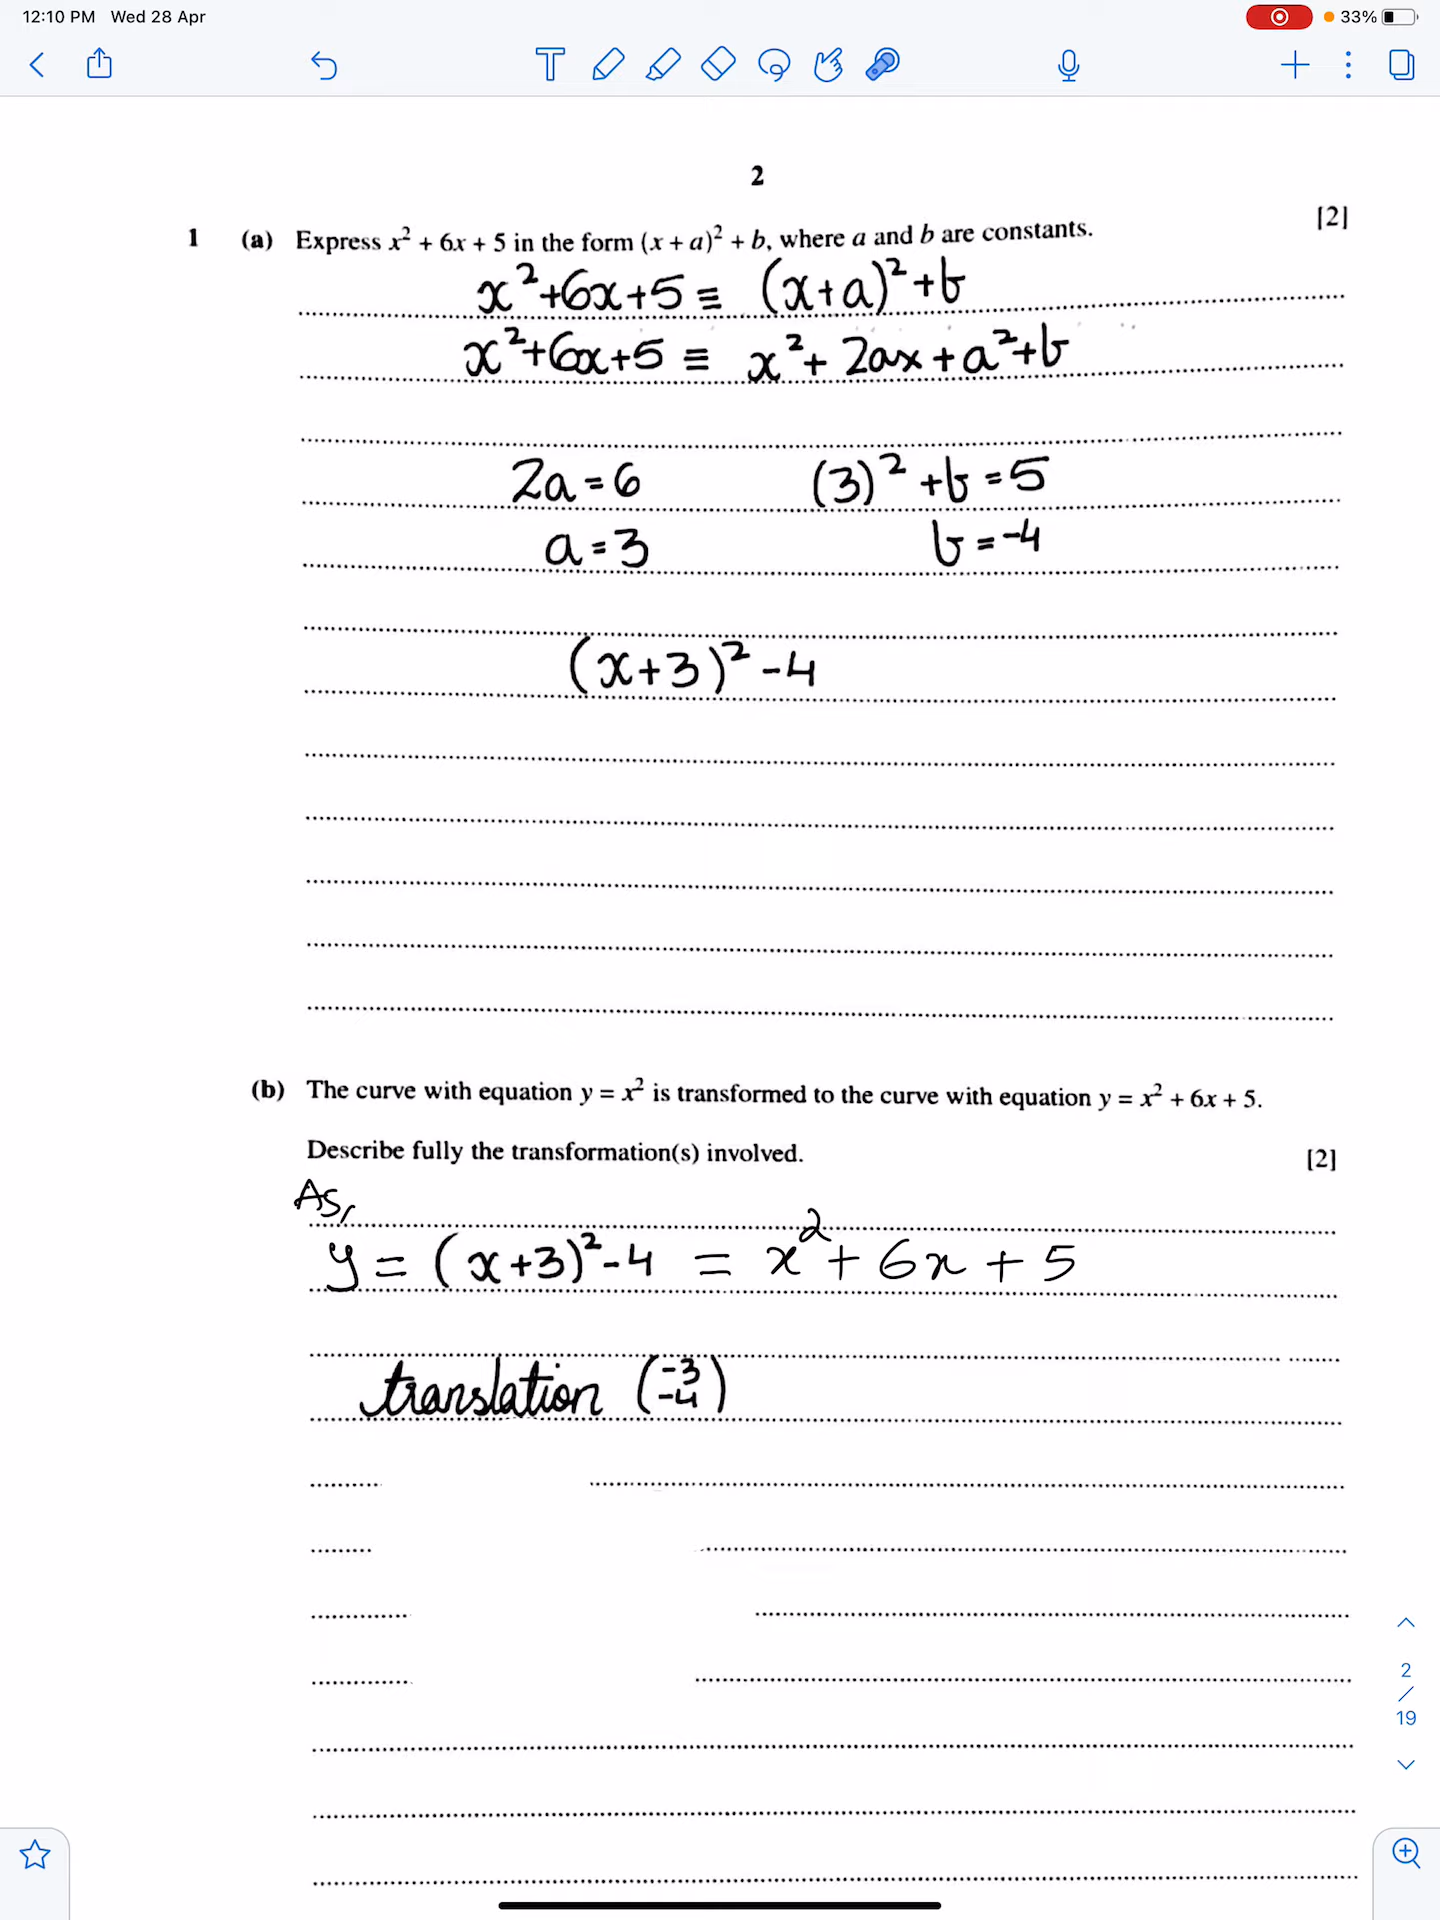 12:10 PM Wed 28 Apr 33%
2
1 (a) Express x² + 6x + 5 in the form (x + a)² + b, where a and b are constants. [2]
x²+6x+5 ≡ (x+a)²+b
x²+6x+5 ≡ x²+ 2ax+a²+b
2a=6 (3)²+b=5
a=3 b=-4
(x+3)²-4
(b) The curve with equation y = x² is transformed to the curve with equation y = x² + 6x + 5.
Describe fully the transformation(s) involved. [2]
As,
y = (x+3)²-4 = x²+ 6x + 5
translation (-3
-4)
2
/
19